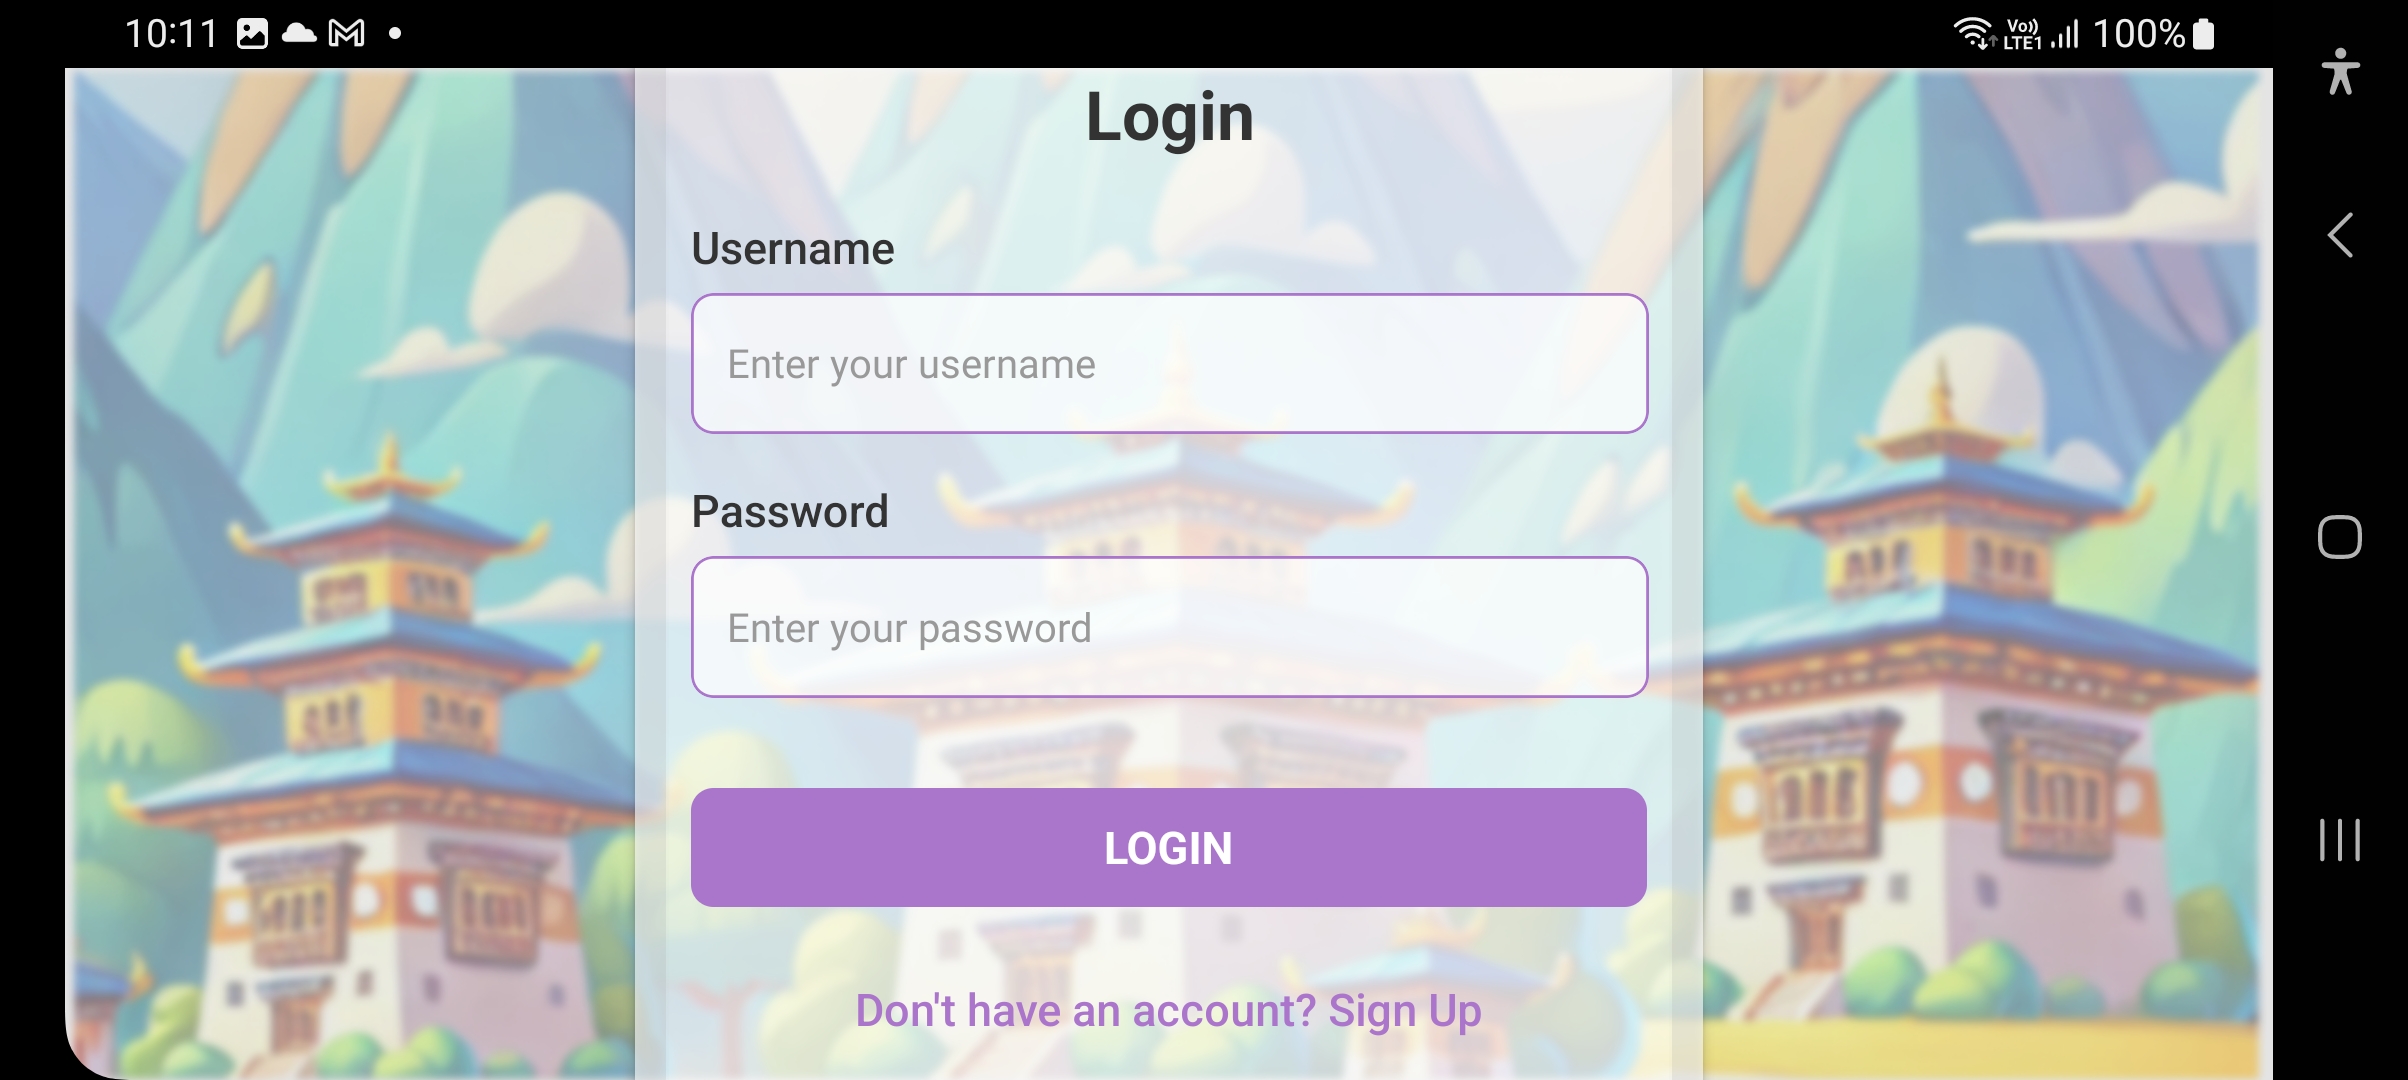 10:11
Vo)) LTE1 100%
Login
Username
Enter your username
Password
Enter your password
LOGIN
Don't have an account? Sign Up